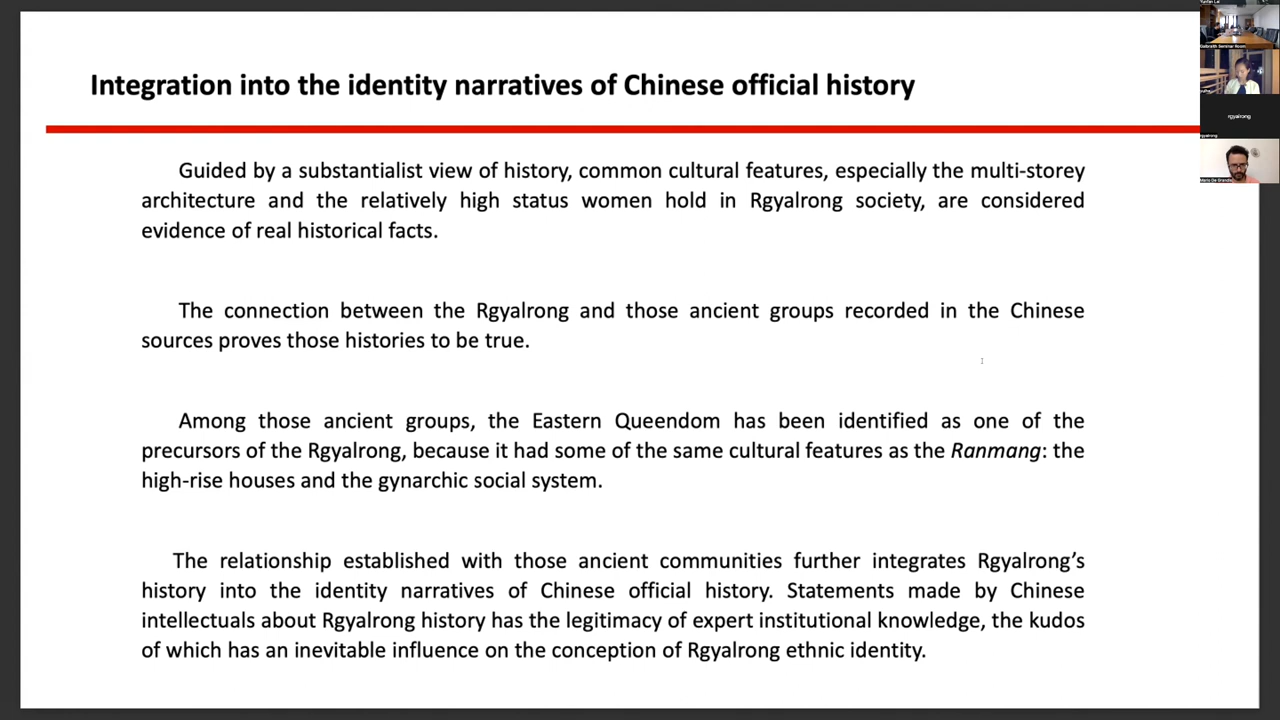 Integration into the identity narratives of Chinese official history
Guided by a substantialist view of history, common cultural features, especially the multi-storey
architecture and the relatively high status women hold in Rgyalrong society, are considered
evidence of real historical facts.
The connection between the Rgyalrong and those ancient groups recorded in the Chinese
sources proves those histories to be true.
Among those ancient groups, the Eastern Queendom has been identified as one of the
precursors of the Rgyalrong, because it had some of the same cultural features as the Ranmang: the
high-rise houses and the gynarchic social system.
The relationship established with those ancient communities further integrates Rgyalrong’s
history into the identity narratives of Chinese official history. Statements made by Chinese
intellectuals about Rgyalrong history has the legitimacy of expert institutional knowledge, the kudos
of which has an inevitable influence on the conception of Rgyalrong ethnic identity.
Yunfan Lai
Seminar Room
rgyalrong
rgyalrong